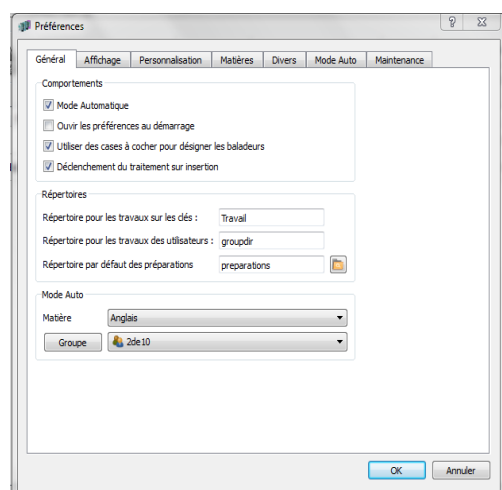 Préférences
Général Affichage Personnalisation Matières Divers Mode Auto Maintenance
Comportements
Mode Automatique
Ouvir les préférences au démarrage
Utiliser des cases à cocher pour désigner les baladeurs
Déclenchement du traitement sur insertion
Répertoires
Répertoire pour les travaux sur les clés : Travail
Répertoire pour les travaux des utilisateurs : groupdir
Répertoire par défaut des préparations preparations
Mode Auto
Matière Anglais
Groupe 2de10
OK Annuler